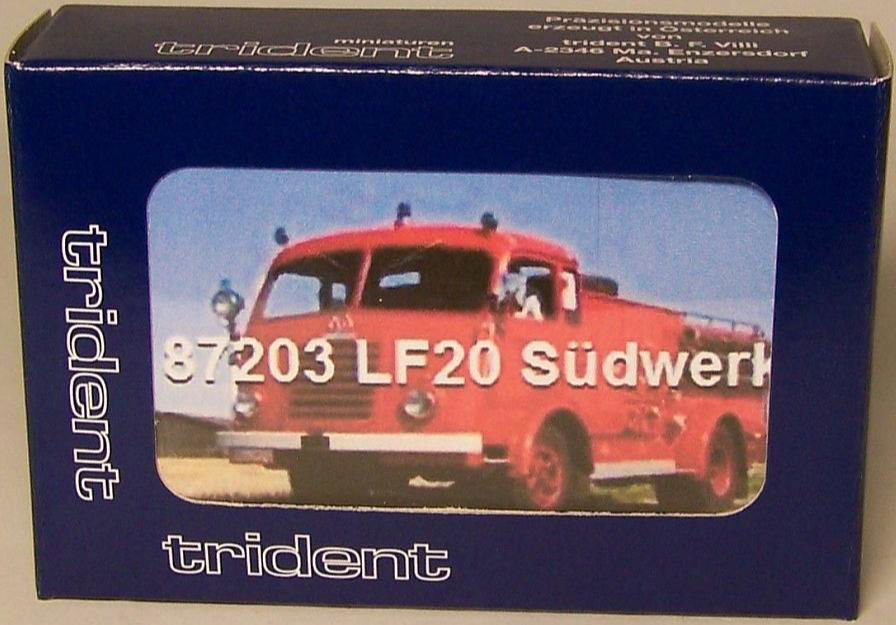 miniaturen
trident
Präzisionsmodelle
erzeugt in Österreich
von
trident B. F. Villi
A-2346 Ma. Enzersdorf
Austria
trident
87203 LF20 Südwerk
trident